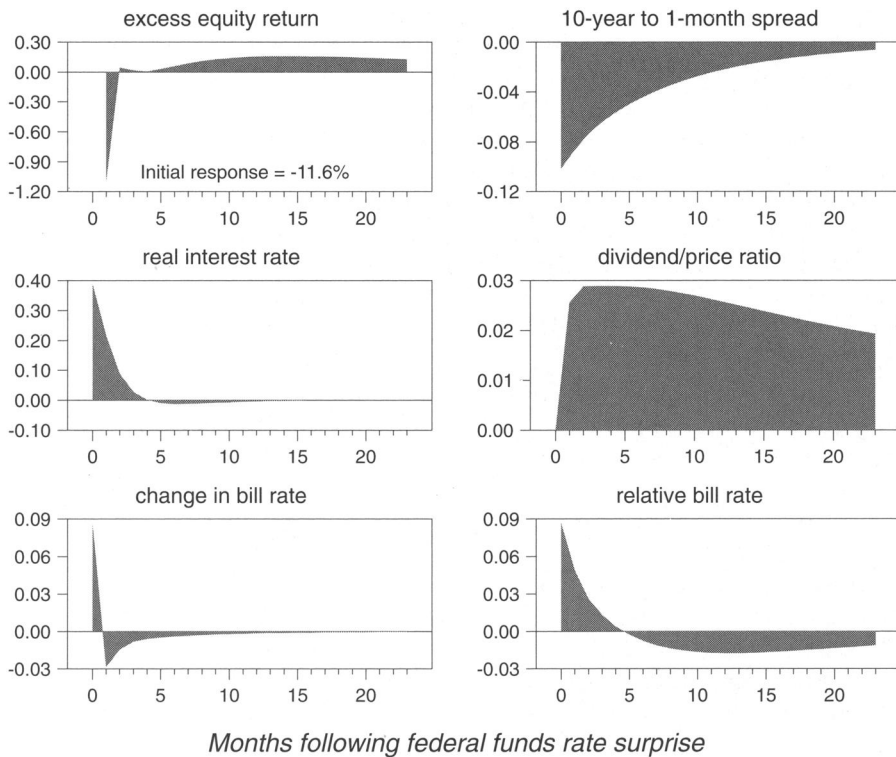 excess equity return
0.30
0.00
-0.30
-0.60
-0.90
-1.20
Initial response = -11.6%
0 5 10 15 20
10-year to 1-month spread
0.00
-0.04
-0.08
-0.12
0 5 10 15 20
real interest rate
0.40
0.30
0.20
0.10
0.00
-0.10
0 5 10 15 20
dividend/price ratio
0.03
0.02
0.01
0.00
0 5 10 15 20
change in bill rate
0.09
0.06
0.03
0.00
-0.03
0 5 10 15 20
relative bill rate
0.09
0.06
0.03
0.00
-0.03
0 5 10 15 20
Months following federal funds rate surprise